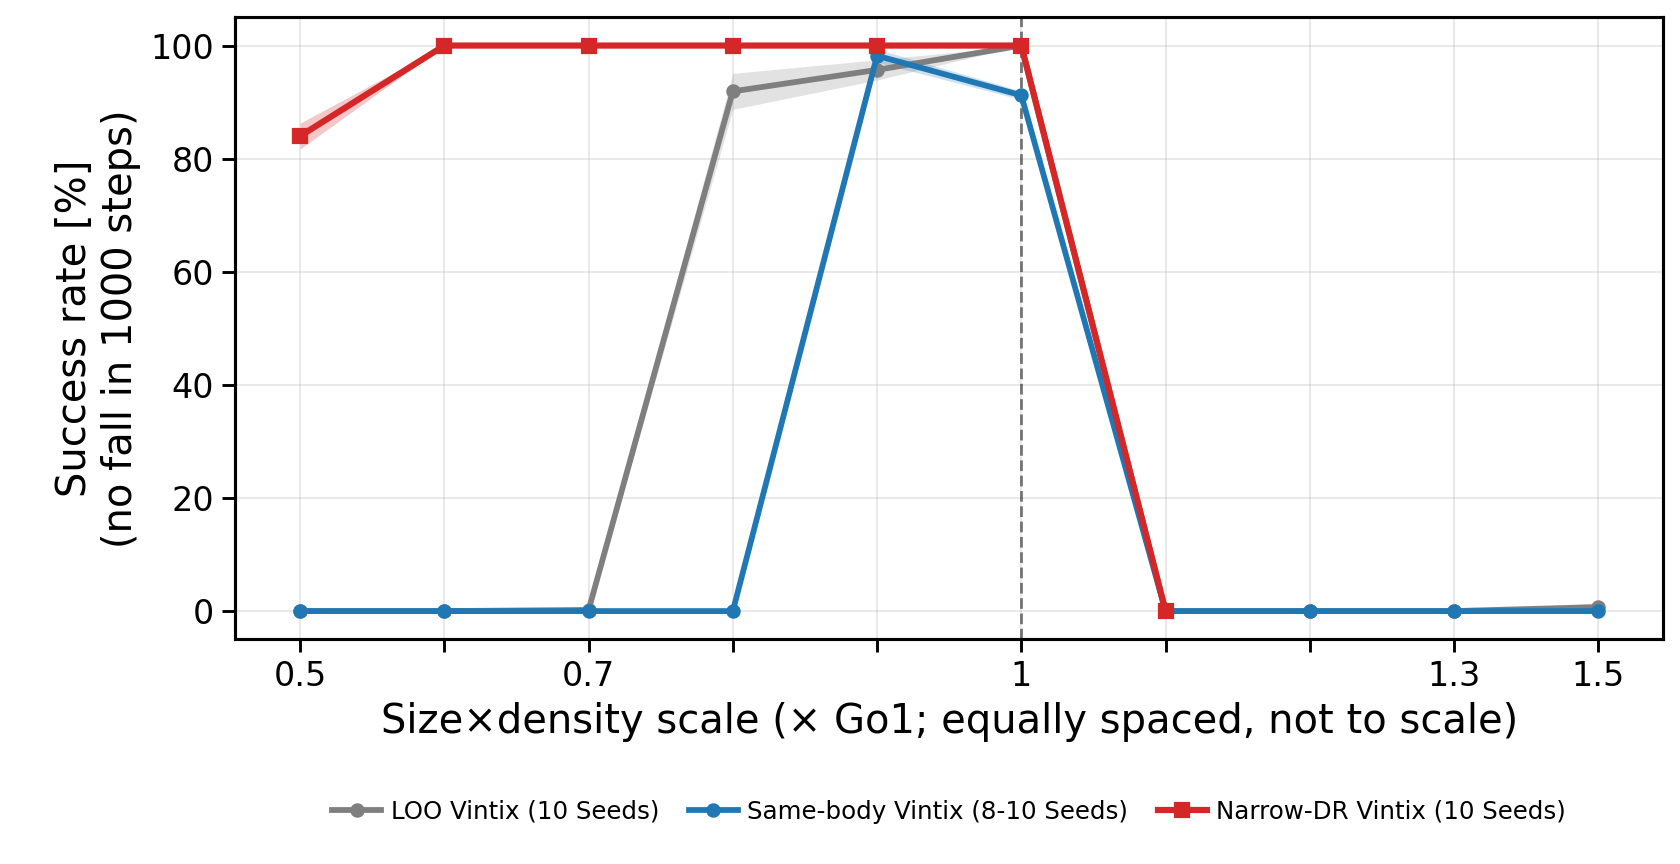 Success rate [%]
(no fall in 1000 steps)
100
80
60
40
20
0
0.5
0.7
1
1.3
1.5
Size×density scale (× Go1; equally spaced, not to scale)
LOO Vintix (10 Seeds)
Same-body Vintix (8-10 Seeds)
Narrow-DR Vintix (10 Seeds)